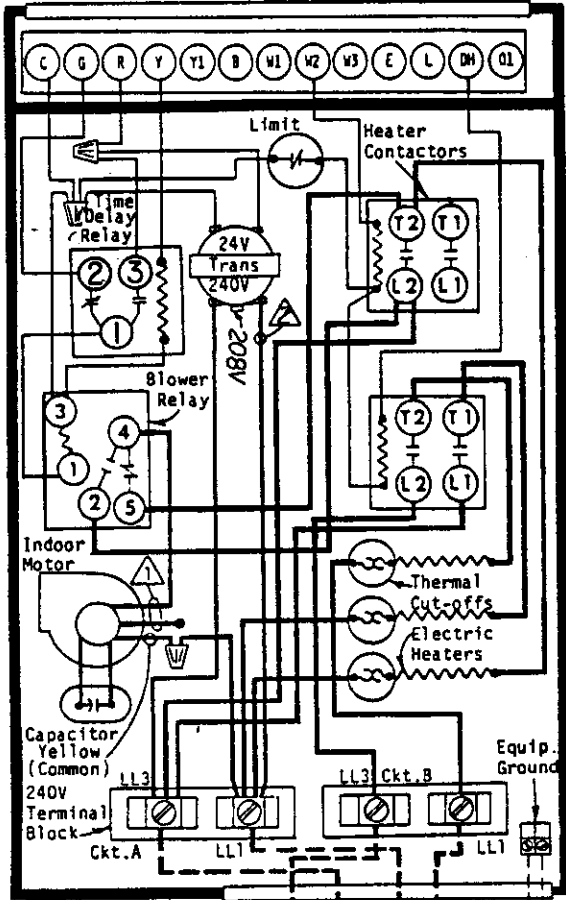 C G R Y Y1 B W1 W2 W3 E L DH O1
Limit
Heater
Contactors
Time
Delay
Relay
24V
Trans
240V
208V
2
2 3
1
T2 T1
L2 L1
Blower
Relay
3
4
1
2 5
T2 T1
L2 L1
Indoor
Motor
1
Thermal
Cut-offs
Electric
Heaters
Capacitor
Yellow
(Common)
240V
Terminal
Block
LL3
Ckt.A
LL1
LL3 Ckt.B
LL1
Equip.
Ground